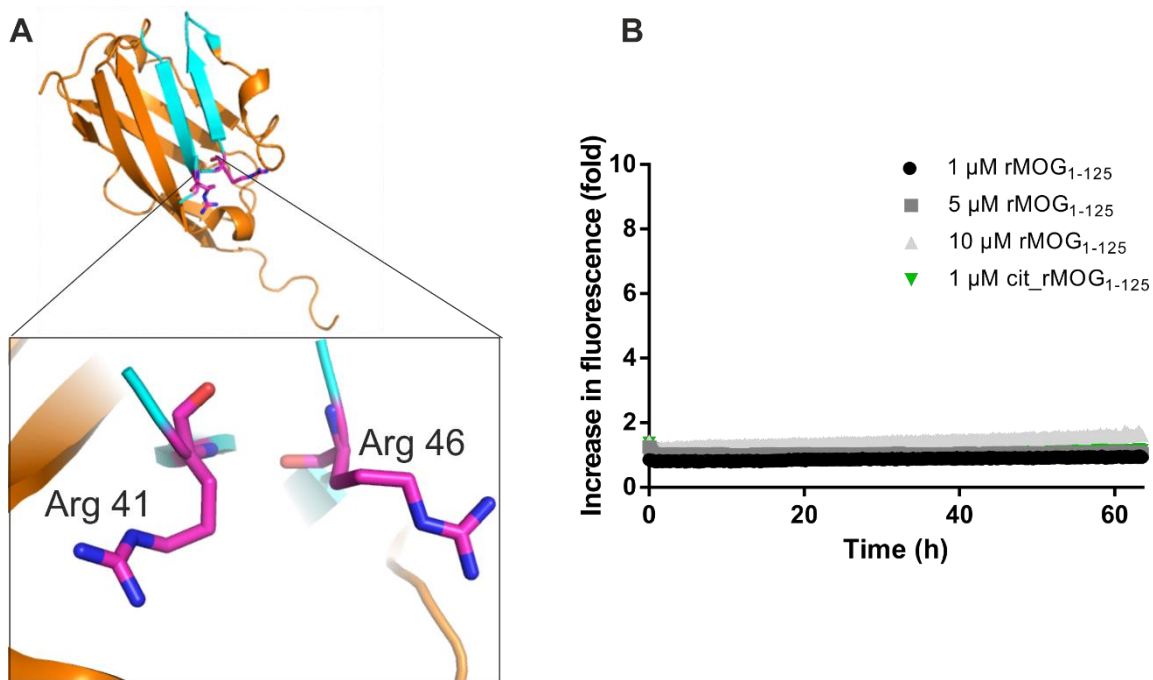 A
Arg 41
Arg 46
B
Increase in fluorescence (fold)
10
8
6
4
2
0
0
20
40
60
Time (h)
1 µM rMOG1-125
5 µM rMOG1-125
10 µM rMOG1-125
1 µM cit_rMOG1-125